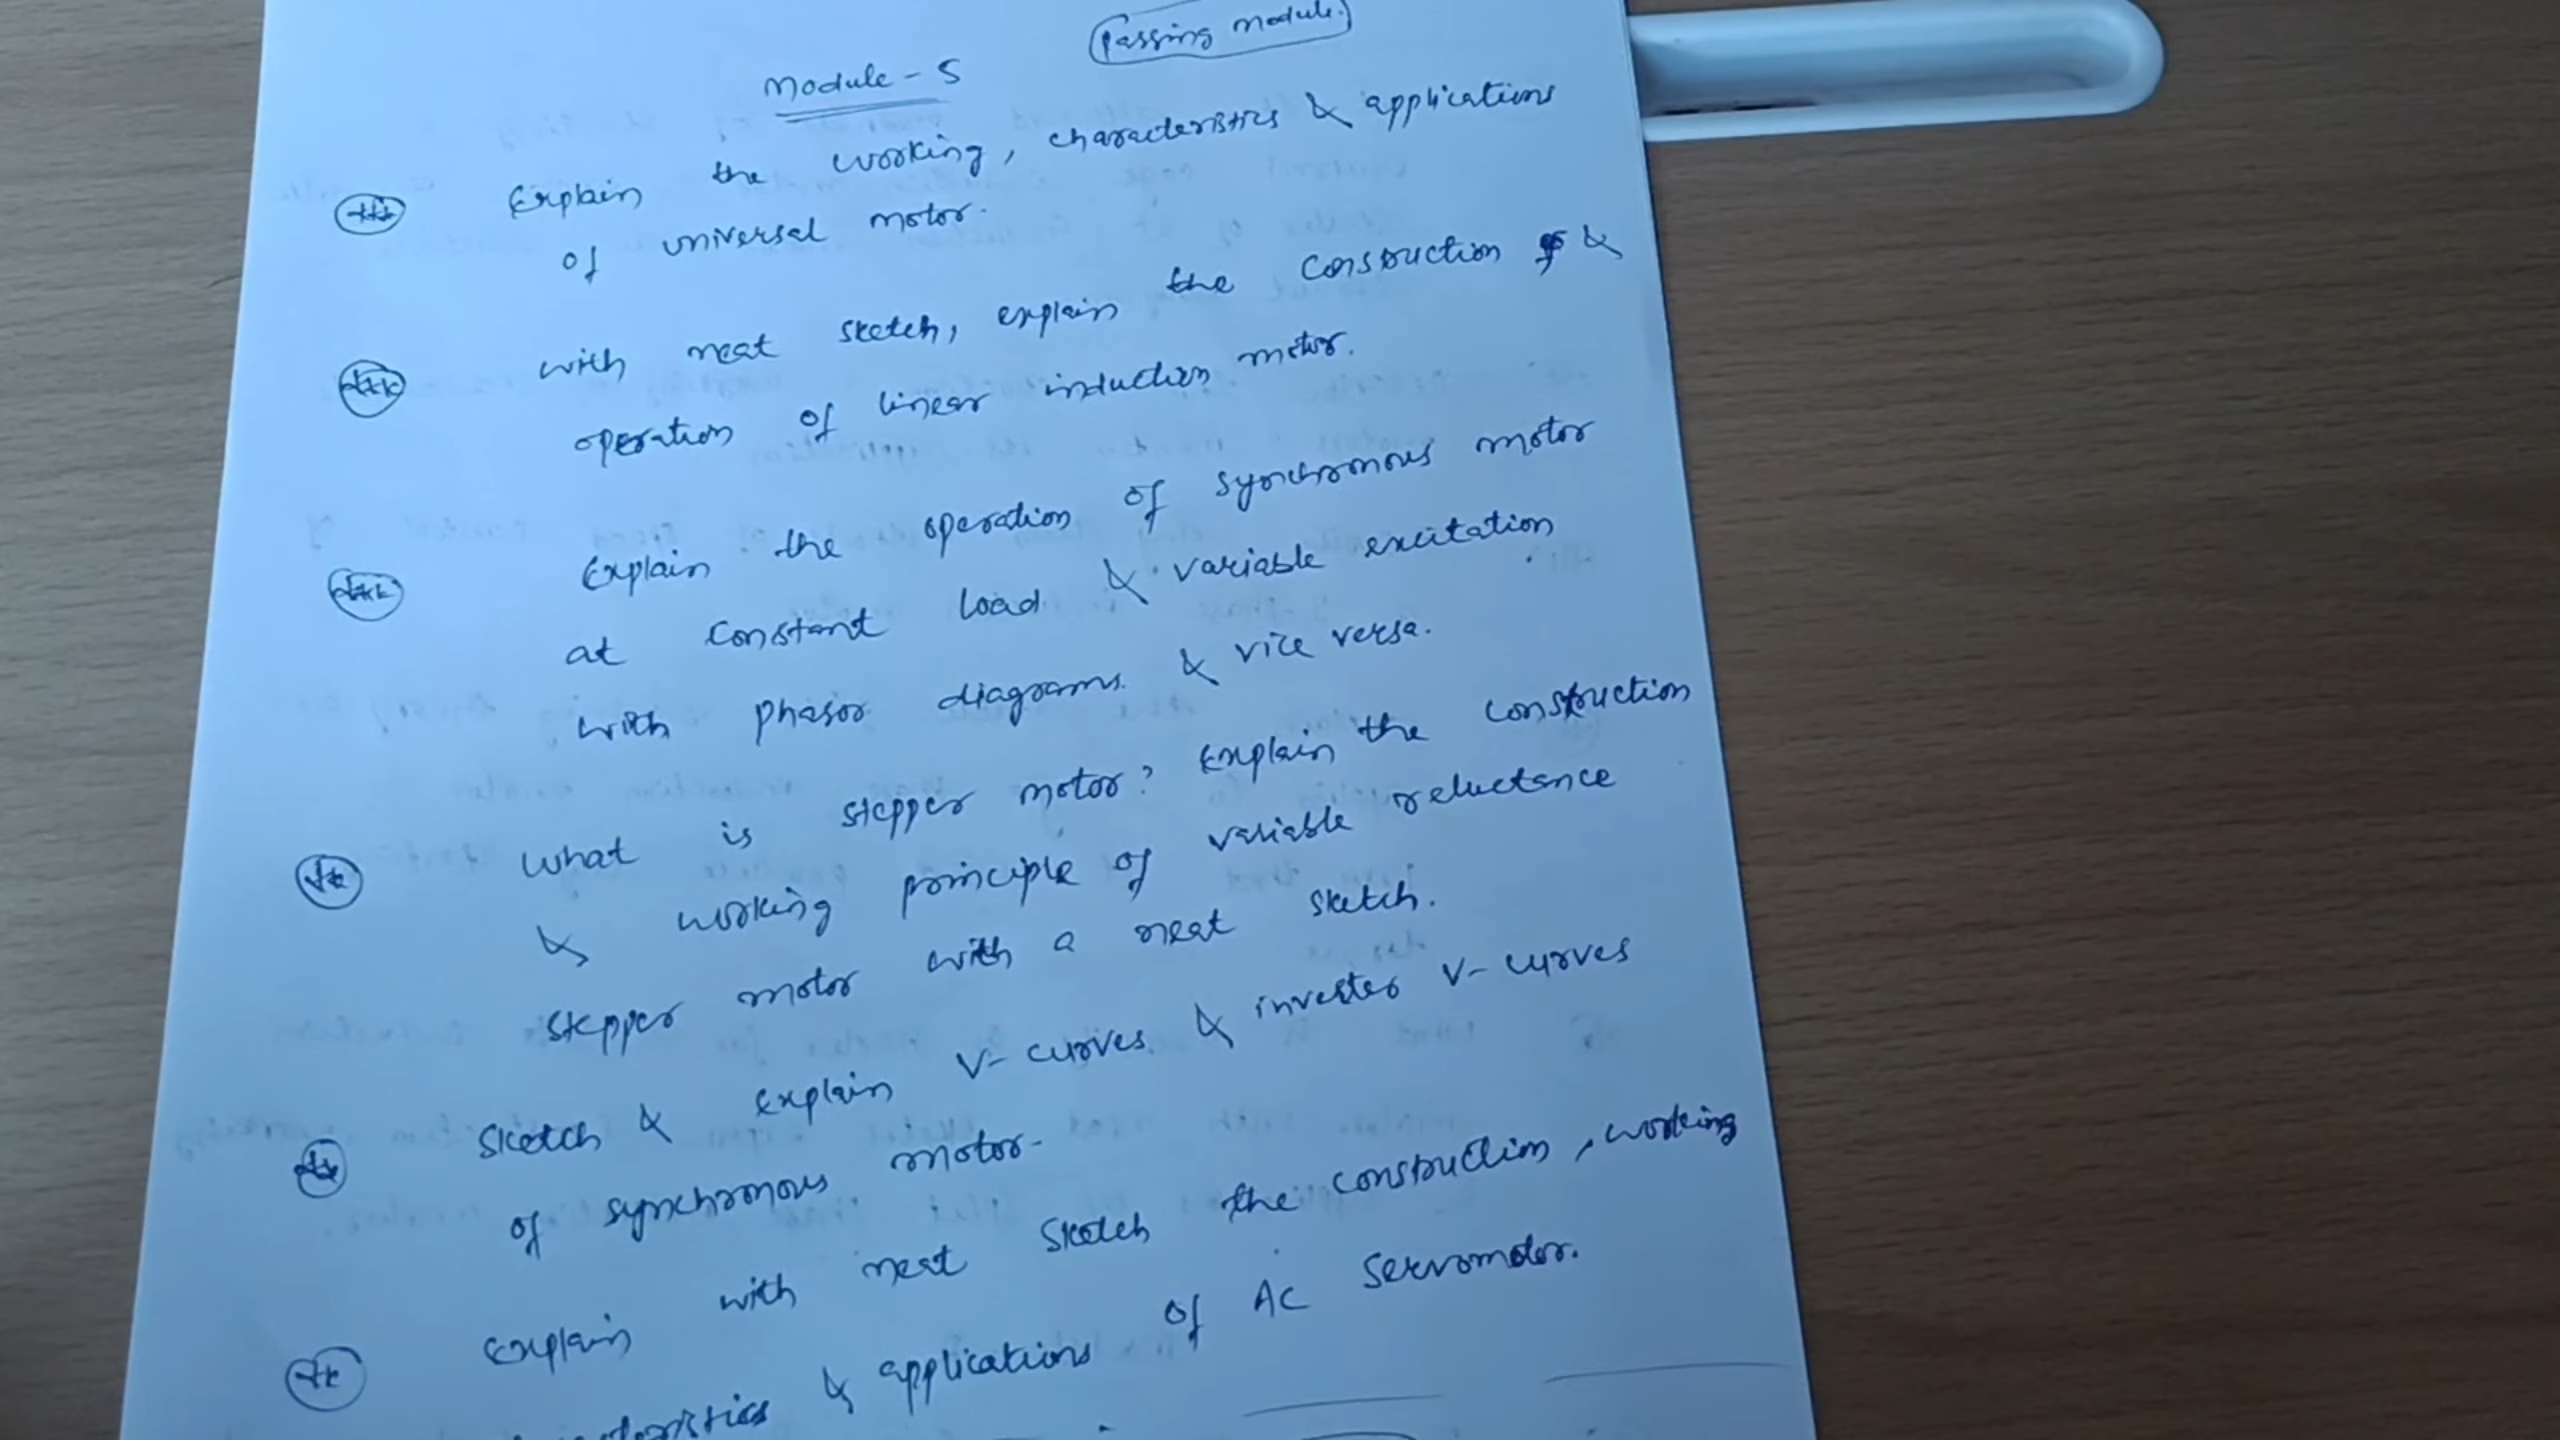 (Passing module.)
Module - 5
*** Explain the working, characteristics & applications
of universal motor.
*** with neat sketch, explain the construction &
operation of linear induction motor.
*** Explain the operation of synchronous motor
at constant load & variable excitation
with phasor diagrams & vice versa.
** what is stepper motor? Explain the construction
& working principle of variable reluctance
stepper motor with a neat sketch.
** Sketch & explain V-curves & inverter V-curves
of synchronous motor.
** Explain with neat sketch the construction, working
& applications of AC Servomotor.